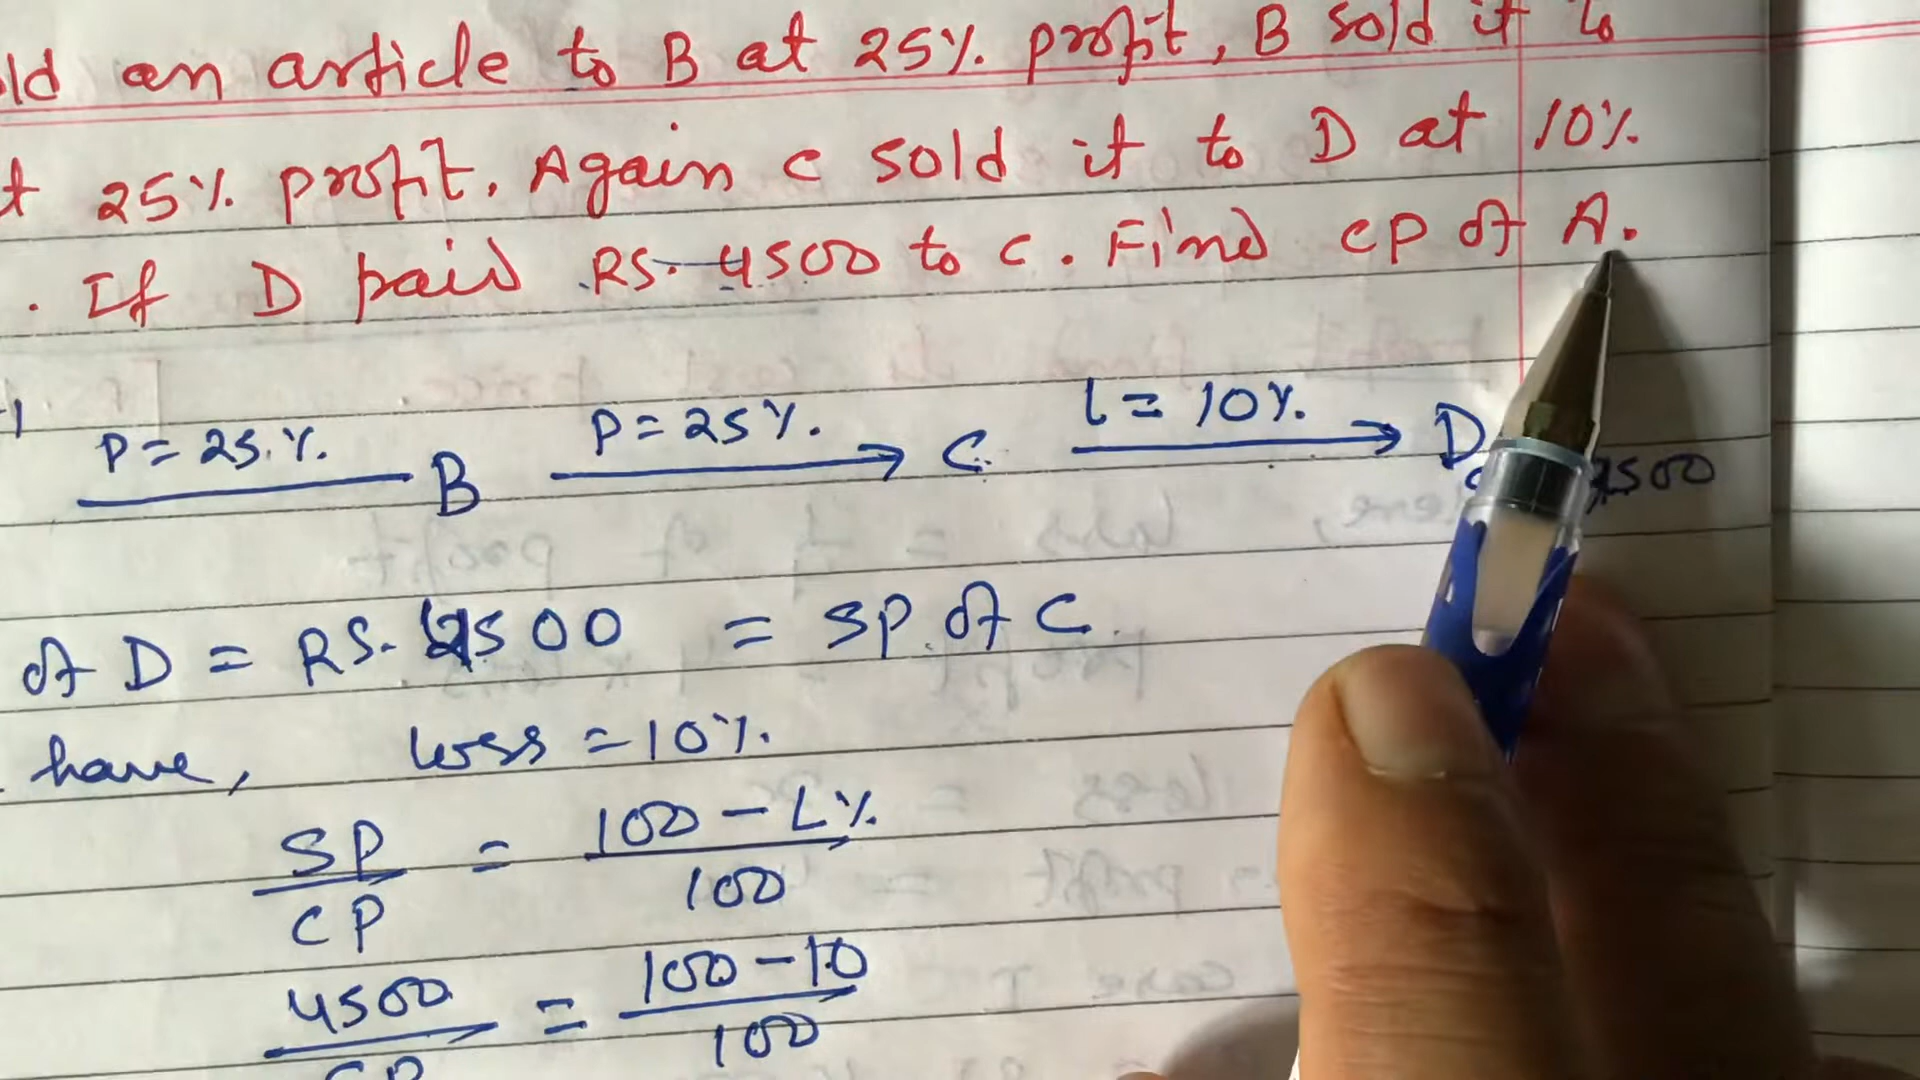 ld an article to B at 25% profit, B sold it to
t 25% profit. Again C sold it to D at 10%
. If D paid RS. 4500 to C. Find CP of A.
P = 25% B P = 25% C l = 10% D 4500
of D = RS. 4500 = SP of C.
have, loss = 10%.
SP/CP = 100 - L%/100
4500/CP = 100 - 10/100